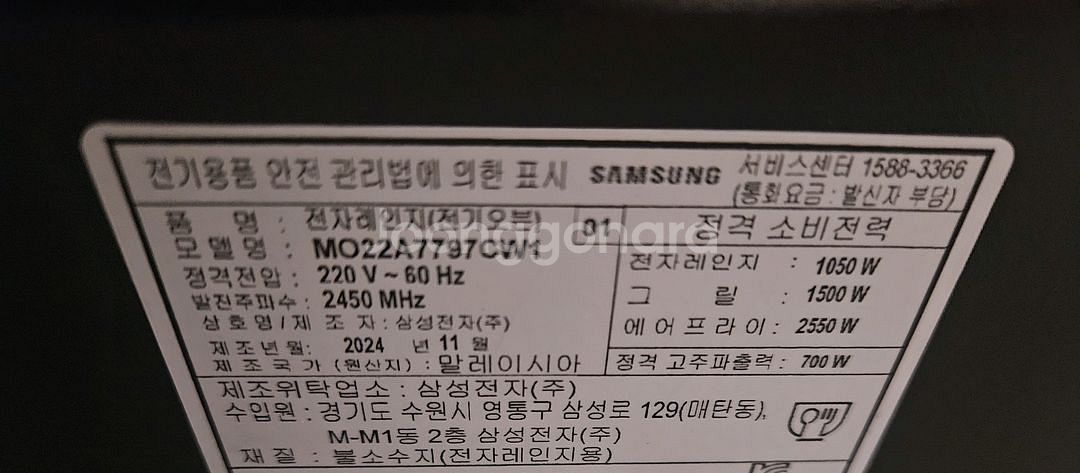 전기용품 안전 관리법에 의한 표시 SAMSUNG 서비스센터 1588-3366
(통화요금 : 발신자 부담)
품 명 : 전자레인지(전기오븐) 01
모델명 : MO22A7797CW1
정격전압 : 220 V ~ 60 Hz
발진주파수 : 2450 MHz
상호명/제 조 자 : 삼성전자(주)
제조년월: 2024 년 11 월
제 조 국 가 (원산지) : 말레이시아
정격 소비전력
전자레인지 : 1050 W
그 릴 : 1500 W
에어프라이 : 2550 W
정격 고주파출력 : 700 W
제조위탁업소 : 삼성전자(주)
수입원 : 경기도 수원시 영통구 삼성로 129(매탄동),
M-M1동 2층 삼성전자(주)
재 질 : 불소수지(전자레인지용)
joonggonara